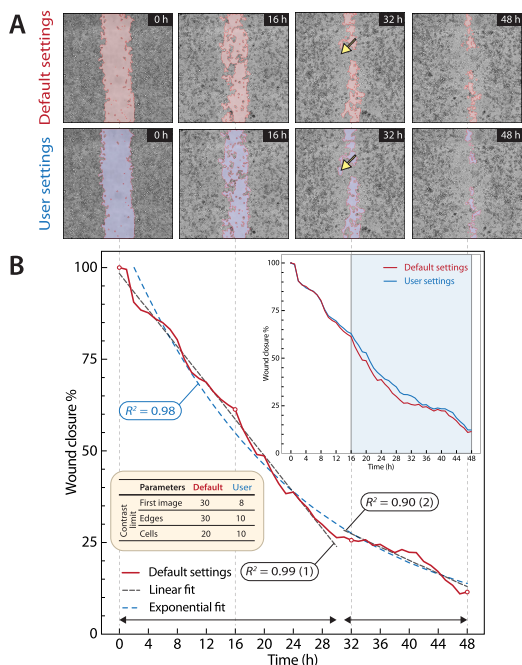 A
Default settings
0 h
16 h
32 h
48 h
User settings
0 h
16 h
32 h
48 h
B
Wound closure %
100
75
50
25
0
0 4 8 12 16 20 24 28 32 36 40 44 48
Time (h)
R² = 0.98
R² = 0.90 (2)
R² = 0.99 (1)
Parameters Default User
Contrast limit
First image 30 8
Edges 30 10
Cells 20 10
Default settings
Linear fit
Exponential fit
Default settings
User settings
Wound closure %
100
75
50
25
0
0 4 8 12 16 20 24 28 32 36 40 44 48
Time (h)